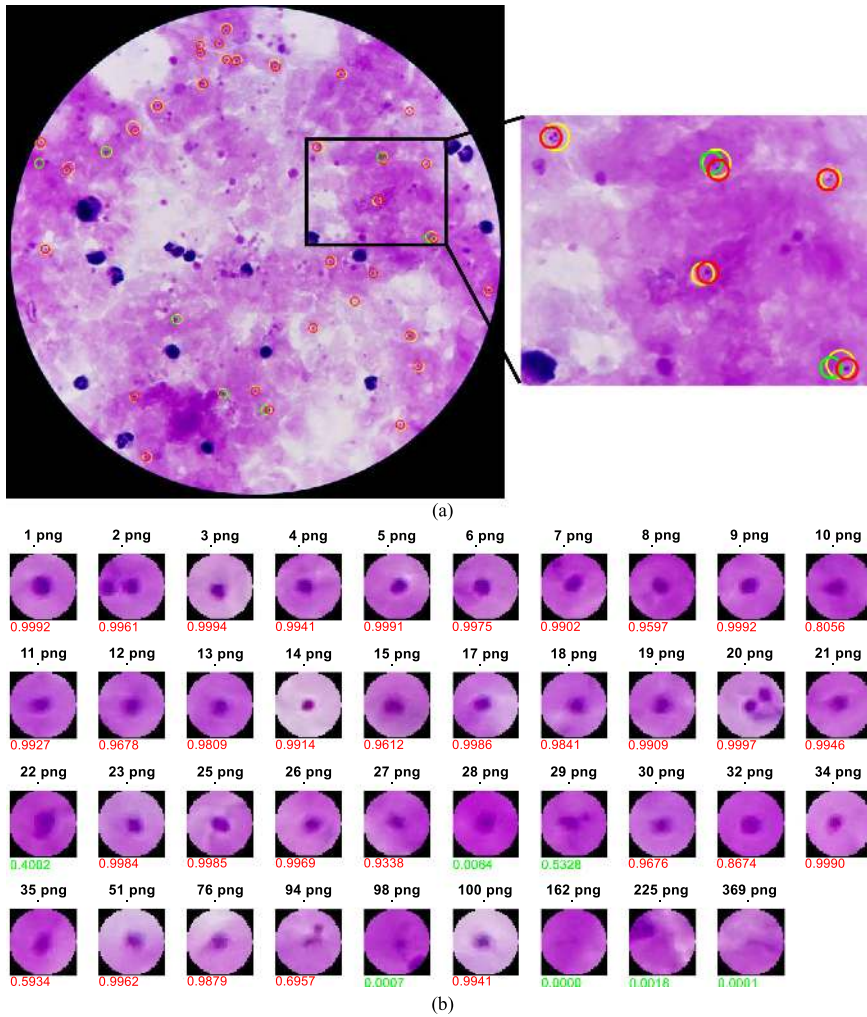 (a)
1 png 2 png 3 png 4 png 5 png 6 png 7 png 8 png 9 png 10 png
0.9992 0.9961 0.9994 0.9941 0.9991 0.9975 0.9902 0.9597 0.9992 0.8056
11 png 12 png 13 png 14 png 15 png 17 png 18 png 19 png 20 png 21 png
0.9927 0.9678 0.9809 0.9914 0.9612 0.9986 0.9841 0.9909 0.9997 0.9946
22 png 23 png 25 png 26 png 27 png 28 png 29 png 30 png 32 png 34 png
0.4002 0.9984 0.9985 0.9969 0.9338 0.0064 0.5328 0.9676 0.8674 0.9990
35 png 51 png 76 png 94 png 98 png 100 png 162 png 225 png 369 png
0.5934 0.9962 0.9879 0.6957 0.0007 0.9941 0.0000 0.0016 0.0001
(b)